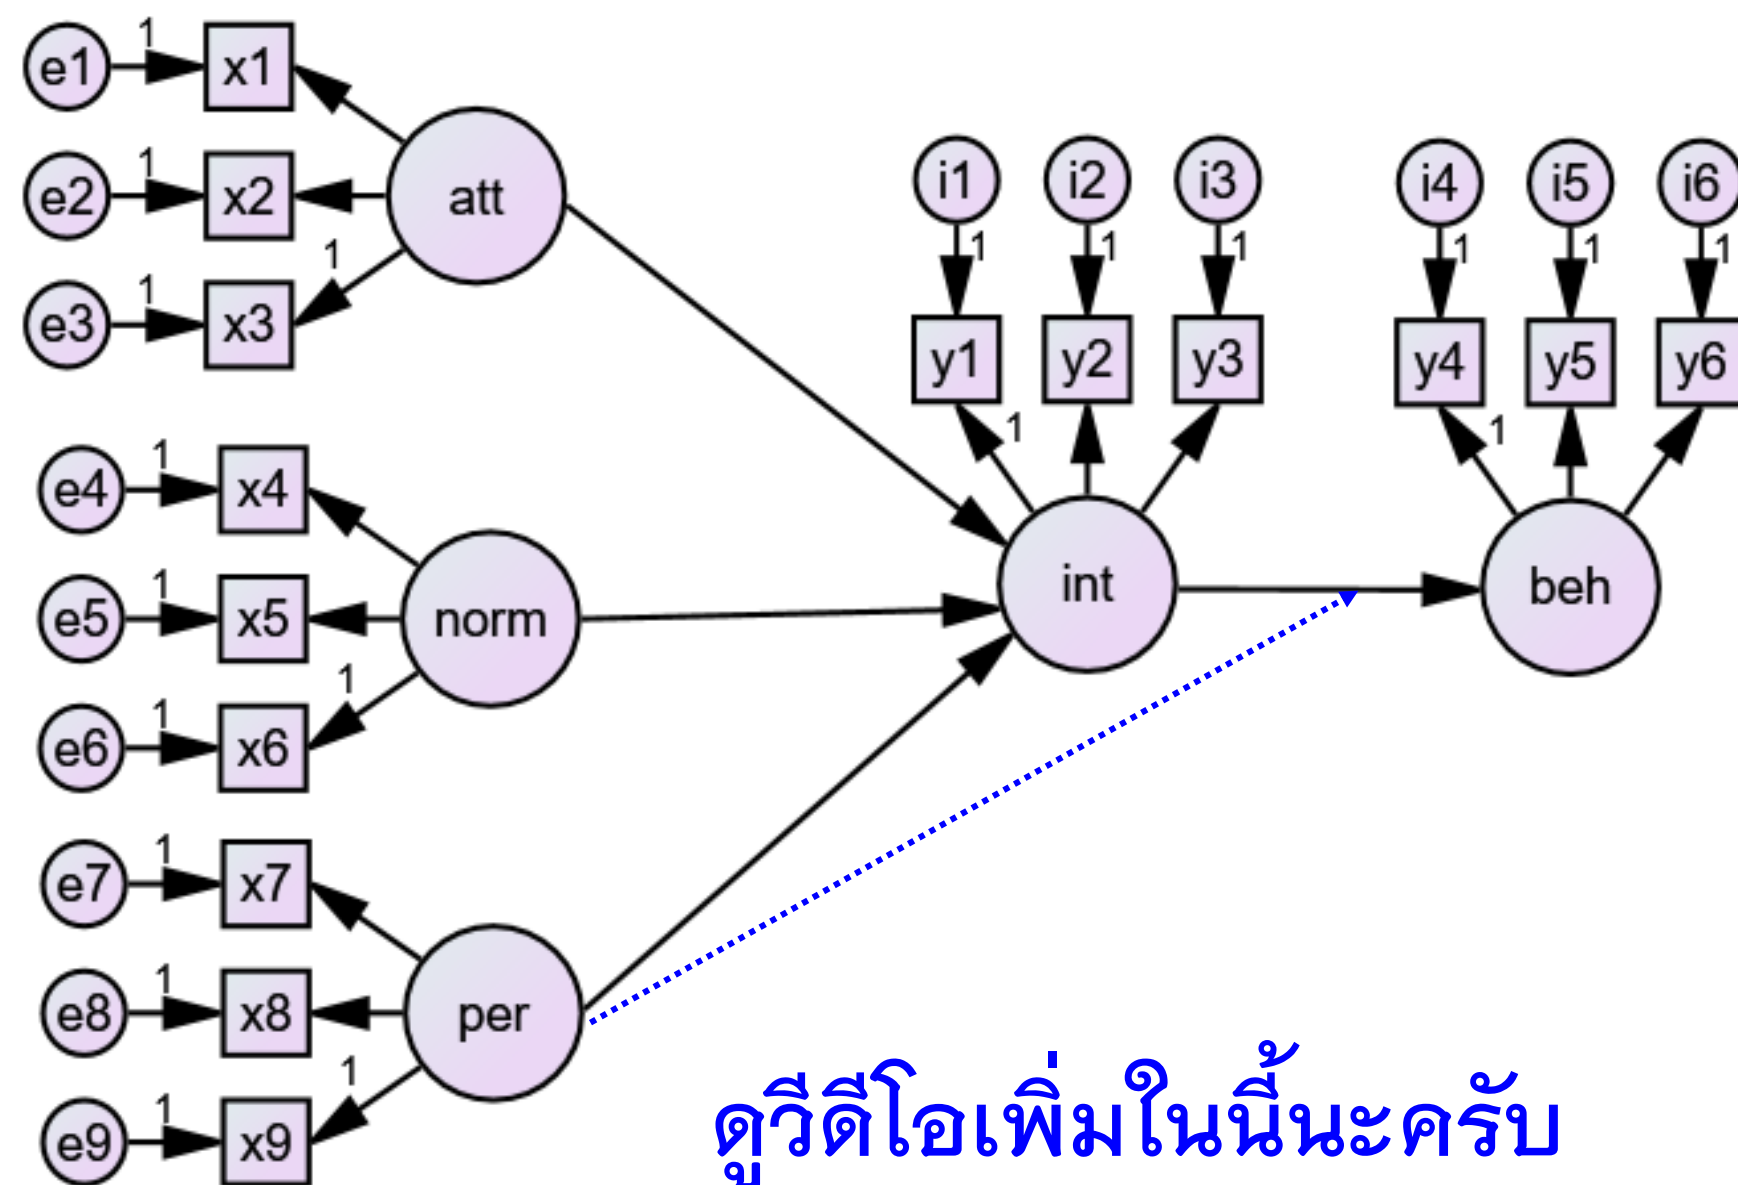 1
e1 x1
1
e2 x2 att
1 1
e3 x3
i1 i2 i3 i4 i5 i6
1 1 1 1 1 1
y1 y2 y3 y4 y5 y6
1 1
1
e4 x4
1
e5 x5 norm int beh
1 1
e6 x6
1
e7 x7
1
e8 x8 per
1 1
e9 x9
ดูวีดีโอเพิ่มในนี้นะครับ